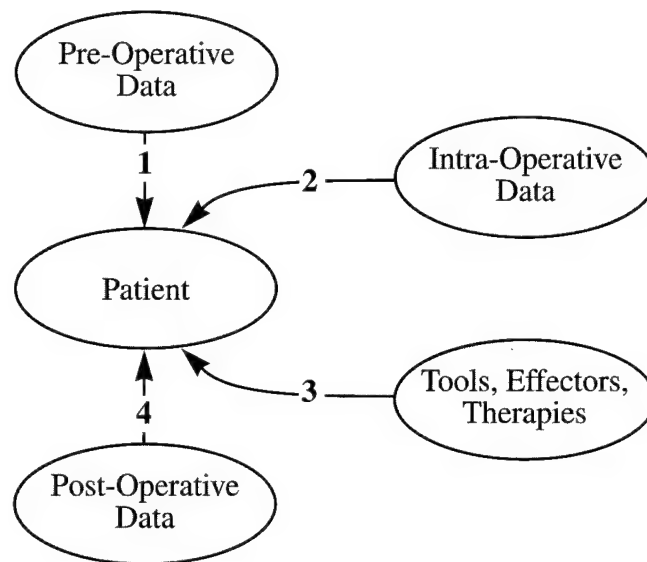 Pre-Operative
Data
1
2
Intra-Operative
Data
Patient
3
Tools, Effectors,
Therapies
4
Post-Operative
Data